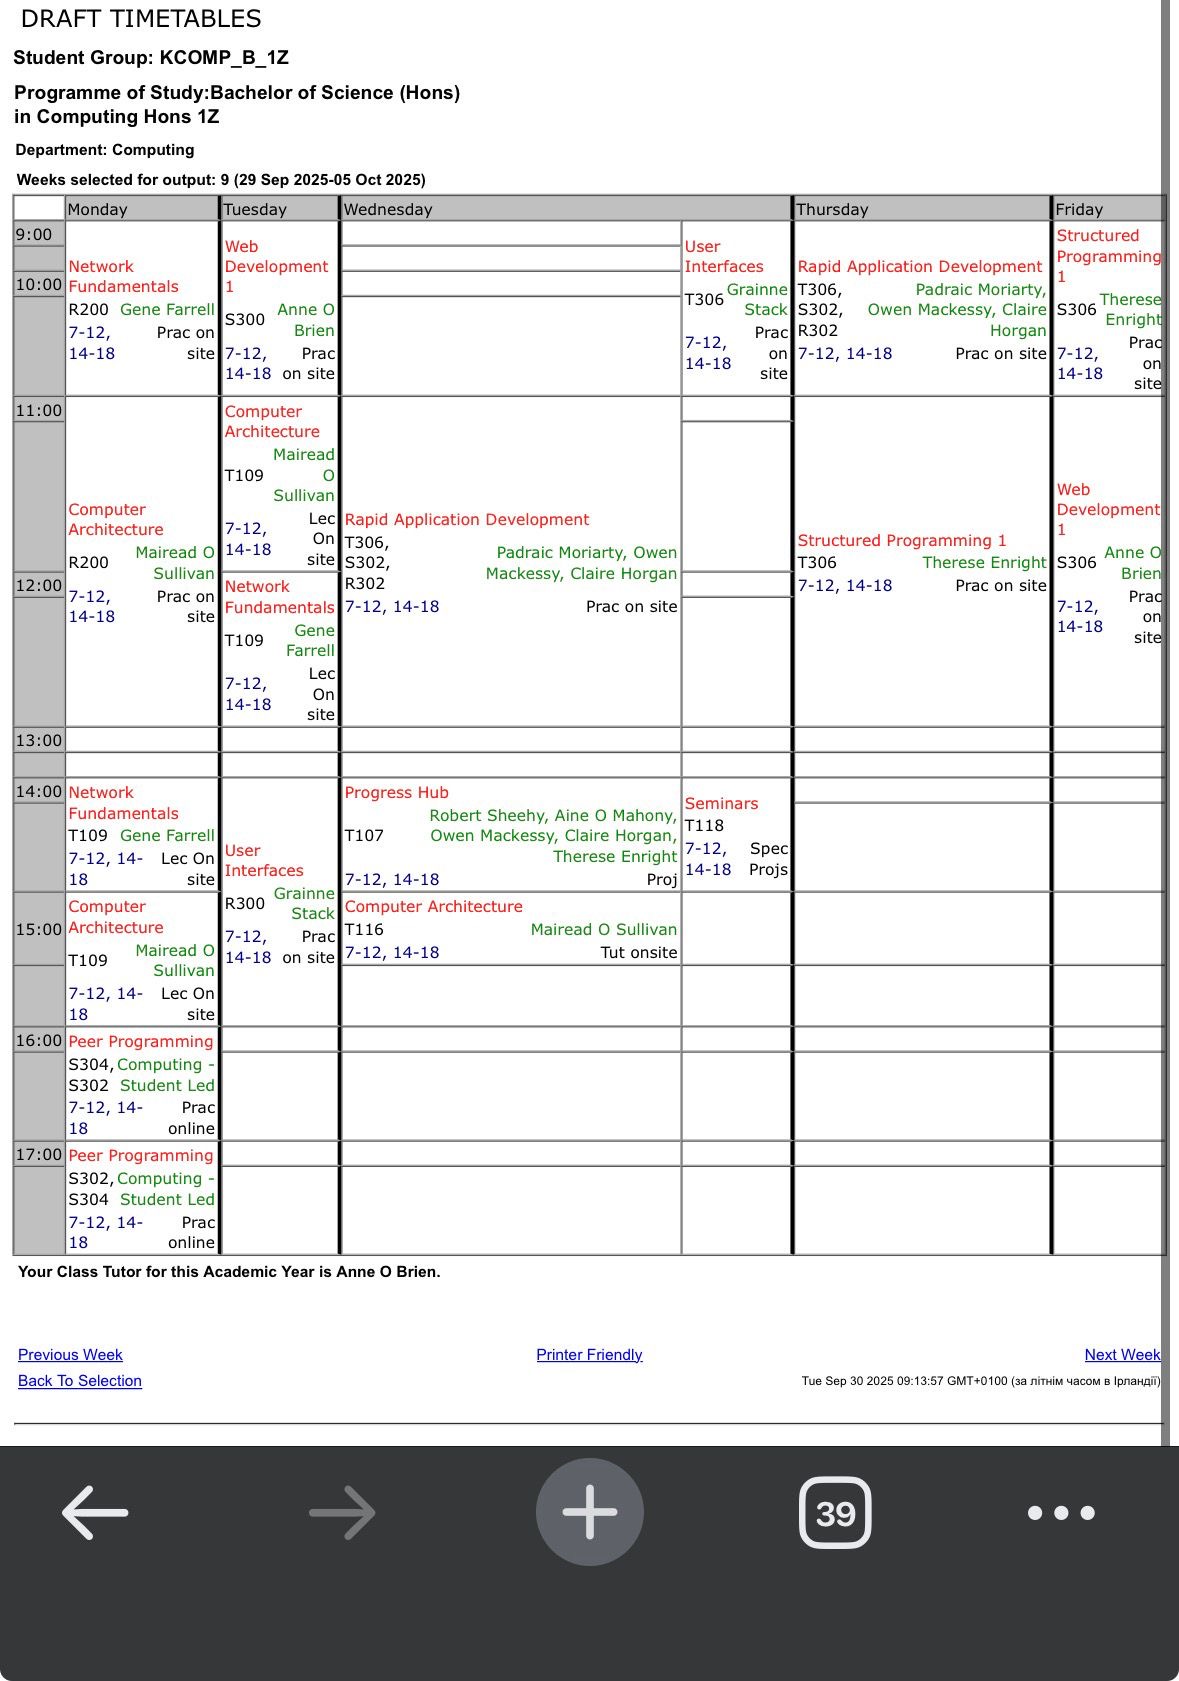 DRAFT TIMETABLES
Student Group: KCOMP_B_1Z
Programme of Study:Bachelor of Science (Hons)
in Computing Hons 1Z
Department: Computing
Weeks selected for output: 9 (29 Sep 2025-05 Oct 2025)
Monday
Tuesday
Wednesday
Thursday
Friday
9:00
10:00
Network
Fundamentals
R200 Gene Farrell
7-12, Prac on
14-18 site
Web
Development
1
S300 Anne O
Brien
7-12, Prac
14-18 on site
User
Interfaces
T306 Grainne
Stack
7-12, Prac
14-18 on
site
Rapid Application Development
T306, Padraic Moriarty,
S302, Owen Mackessy, Claire
R302 Horgan
7-12, 14-18 Prac on site
Structured
Programming
1
S306 Therese
Enright
7-12, Prac
14-18 on
site
11:00
12:00
Computer
Architecture
R200 Mairead O
Sullivan
7-12, Prac on
14-18 site
Computer
Architecture
Mairead
T109 O
Sullivan
7-12, Lec
14-18 On
site
Network
Fundamentals
T109 Gene
Farrell
7-12, Lec
14-18 On
site
Rapid Application Development
T306,
S302, Padraic Moriarty, Owen
R302 Mackessy, Claire Horgan
7-12, 14-18 Prac on site
Structured Programming 1
T306 Therese Enright
7-12, 14-18 Prac on site
Web
Development
1
S306 Anne O
Brien
7-12, Prac
14-18 on
site
13:00
14:00
Network
Fundamentals
T109 Gene Farrell
7-12, 14- Lec On
18 site
User
Interfaces
R300 Grainne
Stack
7-12, Prac
14-18 on site
Progress Hub
Robert Sheehy, Aine O Mahony,
T107 Owen Mackessy, Claire Horgan,
Therese Enright
7-12, 14-18 Proj
Seminars
T118
7-12, Spec
14-18 Projs
15:00
Computer
Architecture
T109 Mairead O
Sullivan
7-12, 14- Lec On
18 site
Computer Architecture
T116 Mairead O Sullivan
7-12, 14-18 Tut onsite
16:00
Peer Programming
S304, Computing -
S302 Student Led
7-12, 14- Prac
18 online
17:00
Peer Programming
S302, Computing -
S304 Student Led
7-12, 14- Prac
18 online
Your Class Tutor for this Academic Year is Anne O Brien.
Previous Week
Printer Friendly
Next Week
Back To Selection
Tue Sep 30 2025 09:13:57 GMT+0100 (за літнім часом в Ірландії)
39